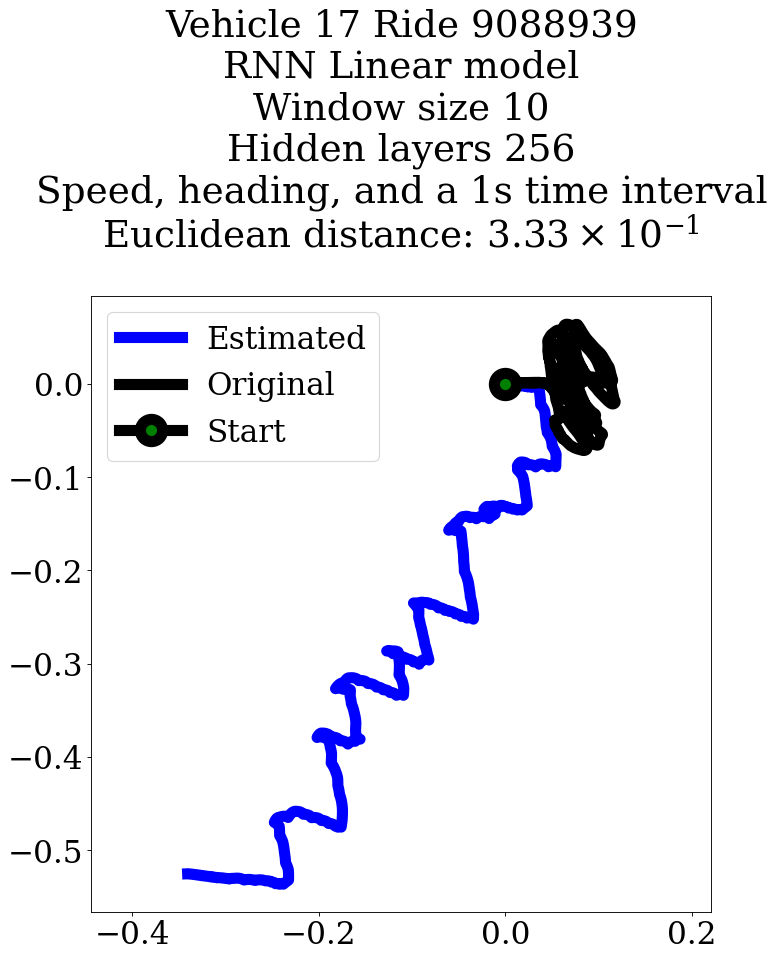 Vehicle 17 Ride 9088939
RNN Linear model
Window size 10
Hidden layers 256
Speed, heading, and a 1s time interval
Euclidean distance: 3.33 × 10⁻¹
Estimated
Original
Start
0.0
−0.1
−0.2
−0.3
−0.4
−0.5
−0.4 −0.2 0.0 0.2